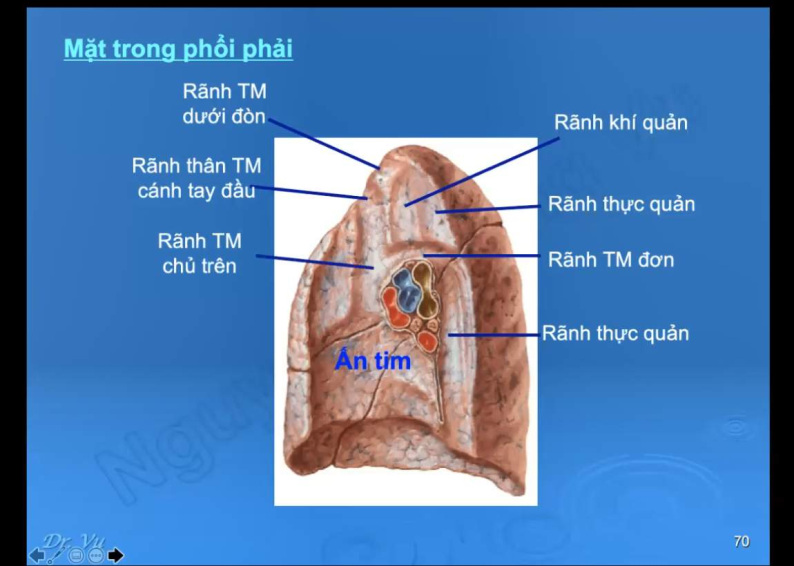 Mặt trong phổi phải
Rãnh TM
dưới đòn
Rãnh khí quản
Rãnh thân TM
cánh tay đầu
Rãnh thực quản
Rãnh TM
chủ trên
Rãnh TM đơn
Rãnh thực quản
Ấn tim
Dr. Vu
70